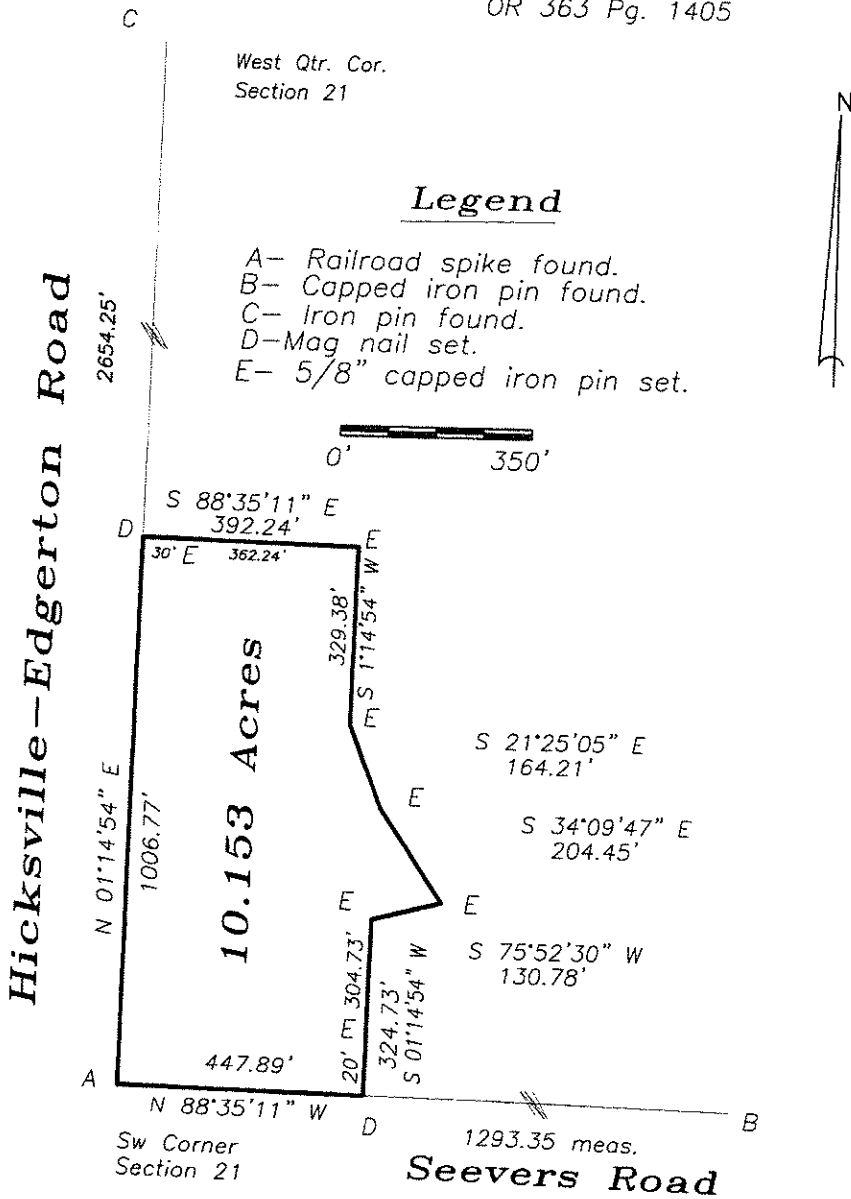 OR 363 Pg. 1405
C
West Qtr. Cor.
Section 21
N
Legend
A- Railroad spike found.
B- Capped iron pin found.
C- Iron pin found.
D-Mag nail set.
E- 5/8" capped iron pin set.
0' 350'
Hicksville-Edgerton Road
2654.25'
S 88°35'11" E
392.24'
D
E
30' E 362.24'
329.38'
S 1°14'54" W
E
10.153 Acres
N 01°14'54" E
1006.77'
S 21°25'05" E
164.21'
E
S 34°09'47" E
204.45'
E
E
S 75°52'30" W
130.78'
20' E 304.73'
324.73'
S 01°14'54" W
447.89'
A
N 88°35'11" W
D
B
Sw Corner
Section 21
1293.35 meas.
Seevers Road